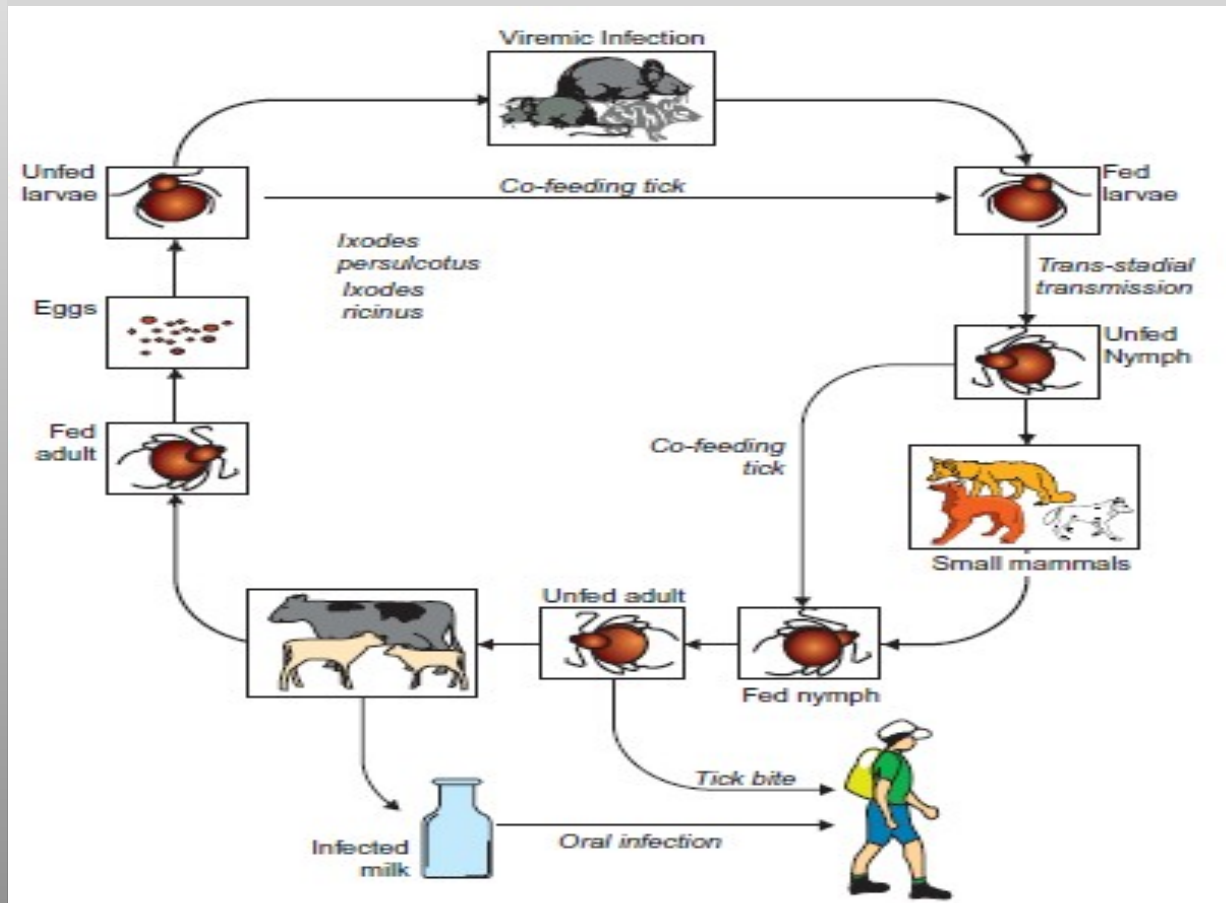 Viremic Infection
Unfed
larvae
Co-feeding tick
Fed
larvae
Ixodes
persulcotus
Ixodes
ricinus
Trans-stadial
transmission
Eggs
Unfed
Nymph
Fed
adult
Co-feeding
tick
Small mammals
Unfed adult
Fed nymph
Tick bite
Infected
milk
Oral infection